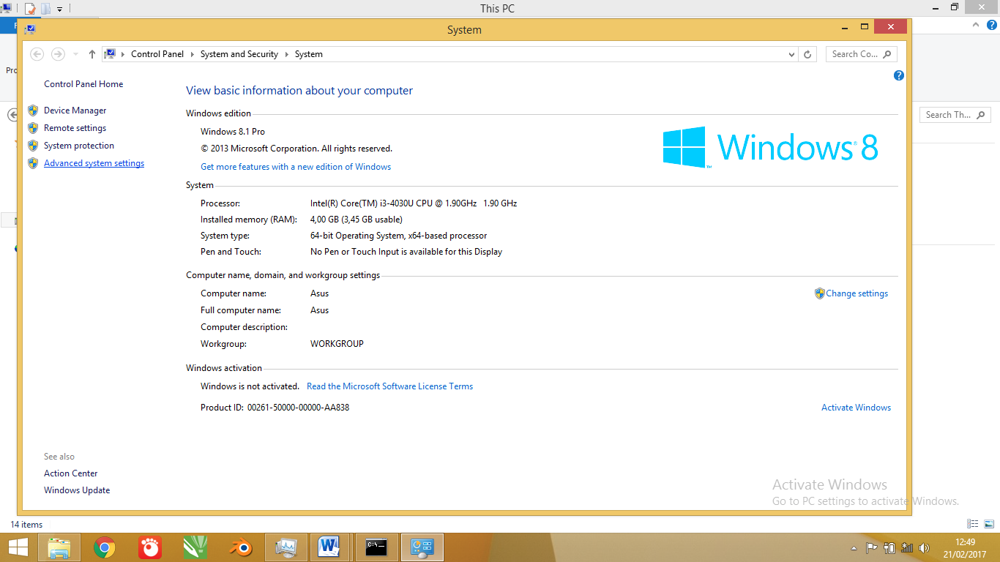 This PC
F
System
Control Panel
System and Security
System
Search Co...
Pro
Control Panel Home
View basic information about your computer
Device Manager
Remote settings
System protection
Advanced system settings
Search Th...
Windows edition
Windows 8.1 Pro
© 2013 Microsoft Corporation. All rights reserved.
Get more features with a new edition of Windows
Windows® 8
™
System
Processor: Intel(R) Core(TM) i3-4030U CPU @ 1.90GHz 1.90 GHz
Installed memory (RAM): 4,00 GB (3,45 GB usable)
System type: 64-bit Operating System, x64-based processor
Pen and Touch: No Pen or Touch Input is available for this Display
Computer name, domain, and workgroup settings
Computer name: Asus
Change settings
Full computer name: Asus
Computer description:
Workgroup: WORKGROUP
Windows activation
Windows is not activated. Read the Microsoft Software License Terms
Product ID: 00261-50000-00000-AA838
Activate Windows
See also
Action Center
Windows Update
Activate Windows
Go to PC settings to activate Windows.
14 items
12:49
21/02/2017